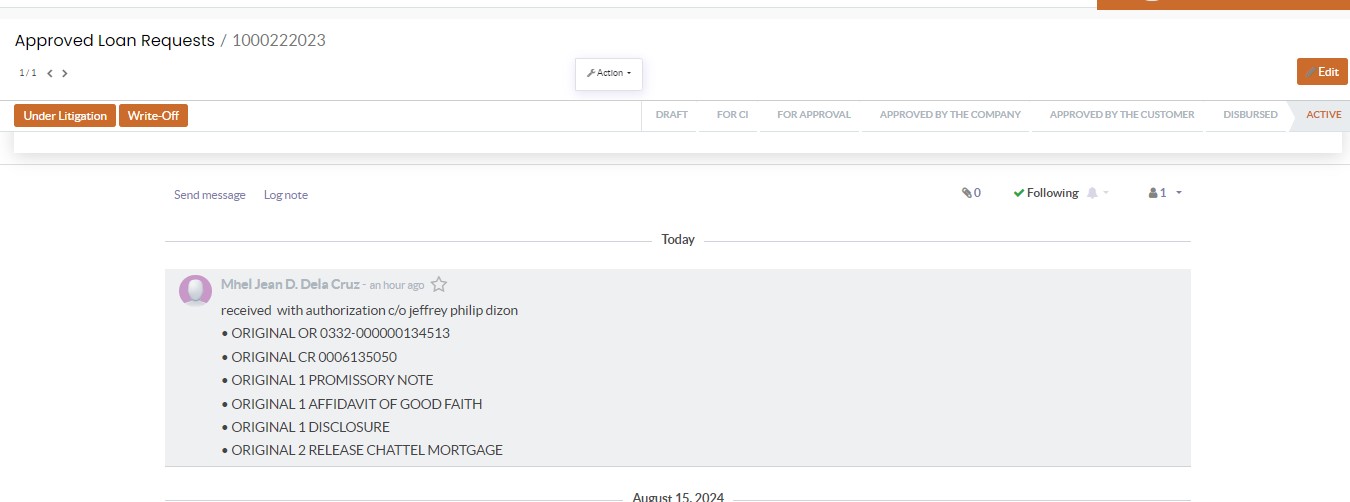 Approved Loan Requests / 1000222023
1 / 1
Action
Edit
Under Litigation
Write-Off
DRAFT
FOR CI
FOR APPROVAL
APPROVED BY THE COMPANY
APPROVED BY THE CUSTOMER
DISBURSED
ACTIVE
Send message
Log note
0
Following
1
Today
Mhel Jean D. Dela Cruz - an hour ago
received with authorization c/o jeffrey philip dizon
• ORIGINAL OR 0332-000000134513
• ORIGINAL CR 0006135050
• ORIGINAL 1 PROMISSORY NOTE
• ORIGINAL 1 AFFIDAVIT OF GOOD FAITH
• ORIGINAL 1 DISCLOSURE
• ORIGINAL 2 RELEASE CHATTEL MORTGAGE
August 15, 2024